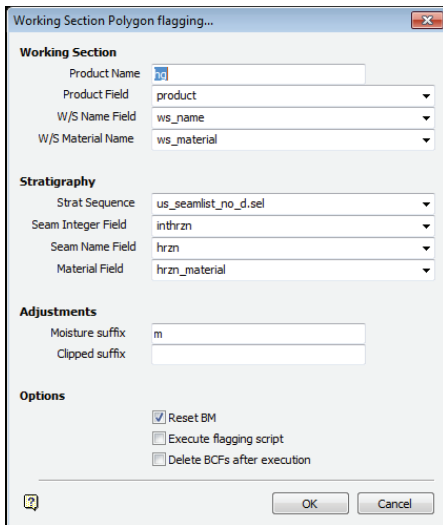 Working Section Polygon flagging...
Working Section
Product Name hg
Product Field product
W/S Name Field ws_name
W/S Material Name ws_material
Stratigraphy
Strat Sequence us_seamlist_no_d.sel
Seam Integer Field inthrzn
Seam Name Field hrzn
Material Field hrzn_material
Adjustments
Moisture suffix m
Clipped suffix
Options
Reset BM
Execute flagging script
Delete BCFs after execution
OK Cancel